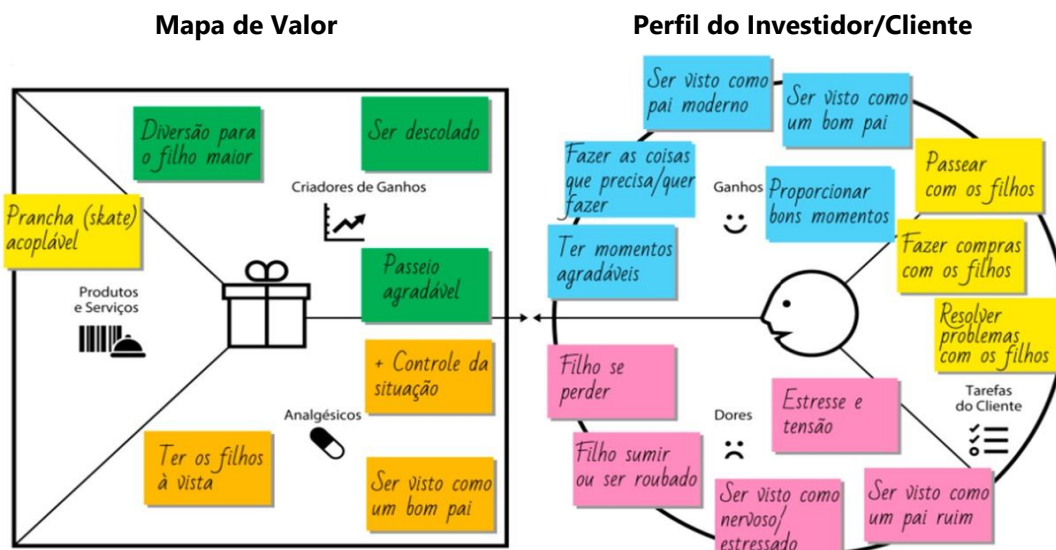 Mapa de Valor
Diversão para
o filho maior
Ser descolado
Criadores de Ganhos
Prancha (skate)
acoplável
Passeio
agradável
Produtos
e Serviços
+ Controle da
situação
Analgésicos
Ter os filhos
à vista
Ser visto como
um bom pai
Perfil do Investidor/Cliente
Ser visto como
pai moderno
Ser visto como
um bom pai
Fazer as coisas
que precisa/quer
fazer
Ganhos
Proporcionar
bons momentos
Passear
com os filhos
Ter momentos
agradáveis
Fazer compras
com os filhos
Resolver
problemas
com os filhos
Filho se
perder
Dores
Estresse e
tensão
Tarefas
do Cliente
Filho sumir
ou ser roubado
Ser visto como
nervoso/
estressado
Ser visto como
um pai ruim